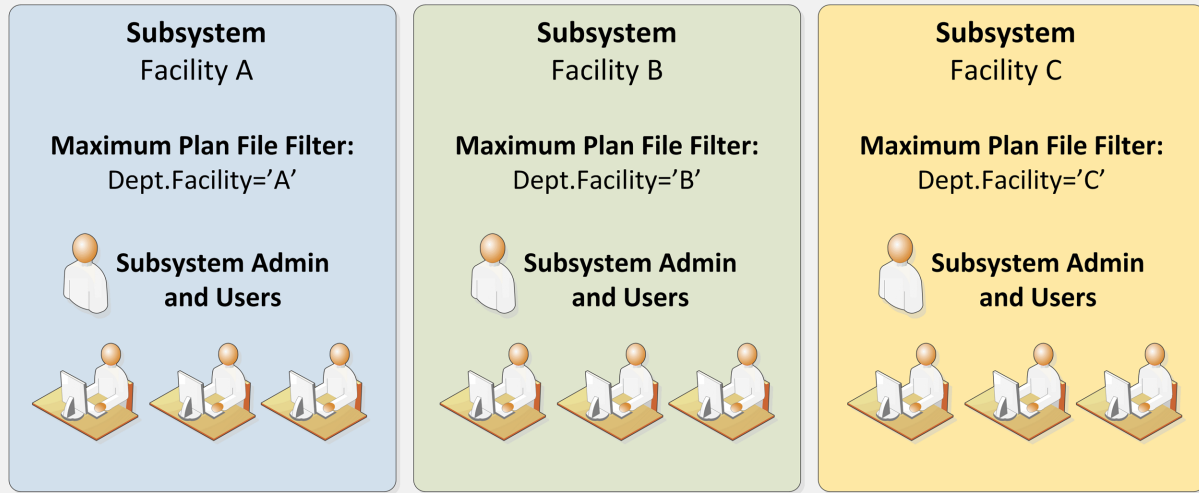 Subsystem
Facility A
Maximum Plan File Filter:
Dept.Facility=’A’
Subsystem Admin
and Users
Subsystem
Facility B
Maximum Plan File Filter:
Dept.Facility=’B’
Subsystem Admin
and Users
Subsystem
Facility C
Maximum Plan File Filter:
Dept.Facility=’C’
Subsystem Admin
and Users